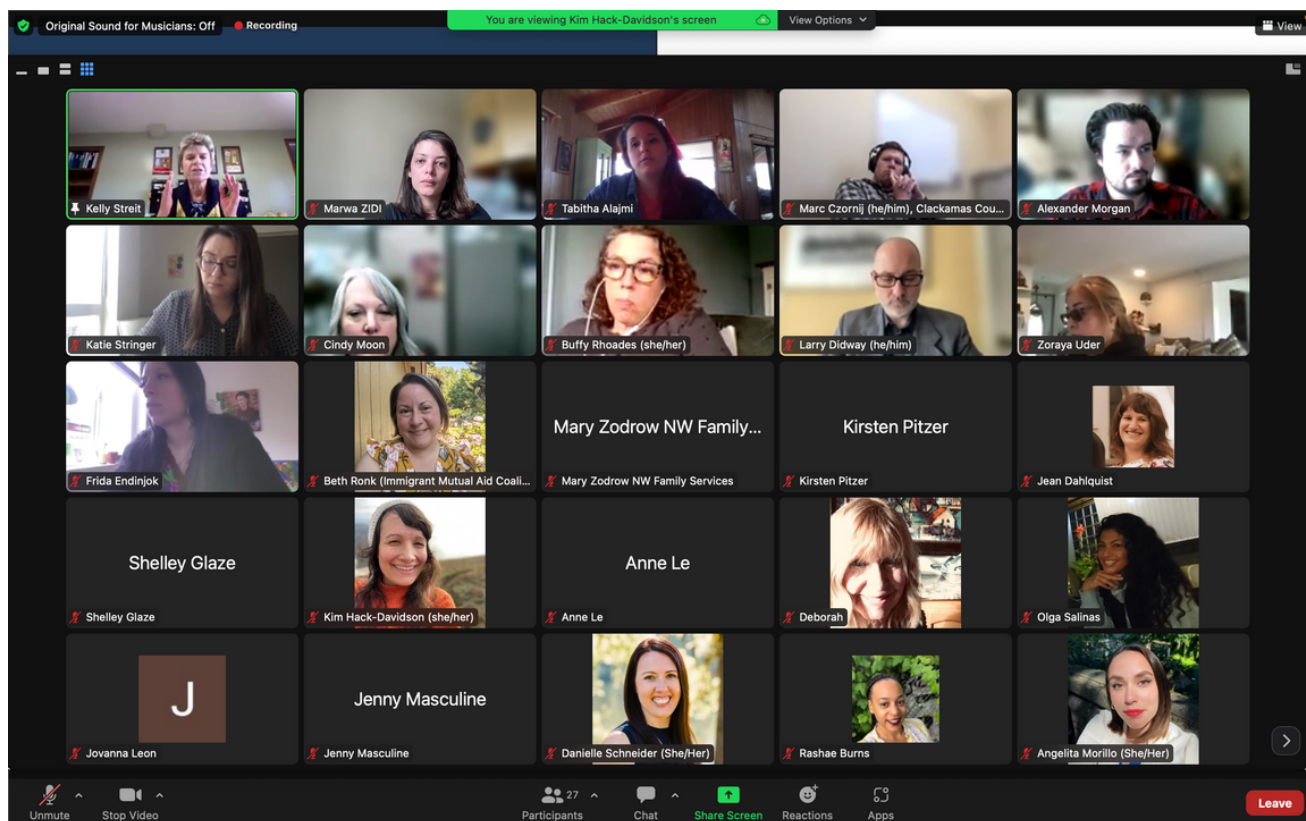 Original Sound for Musicians: Off
Recording
You are viewing Kim Hack-Davidson's screen
View Options
View
Kelly Streit
Marwa ZIDI
Tabitha Alajmi
Marc Czornij (he/him), Clackamas Cou...
Alexander Morgan
Katie Stringer
Cindy Moon
Buffy Rhoades (she/her)
Larry Didway (he/him)
Zoraya Uder
Frida Endinjok
Beth Ronk (Immigrant Mutual Aid Coali...
Mary Zodrow NW Family...
Mary Zodrow NW Family Services
Kirsten Pitzer
Kirsten Pitzer
Jean Dahlquist
Shelley Glaze
Shelley Glaze
Kim Hack-Davidson (she/her)
Anne Le
Anne Le
Deborah
Olga Salinas
J
Jovanna Leon
Jenny Masculine
Jenny Masculine
Danielle Schneider (She/Her)
Rashae Burns
Angelita Morillo (She/Her)
Unmute
Stop Video
27
Participants
Chat
Share Screen
Reactions
Apps
Leave